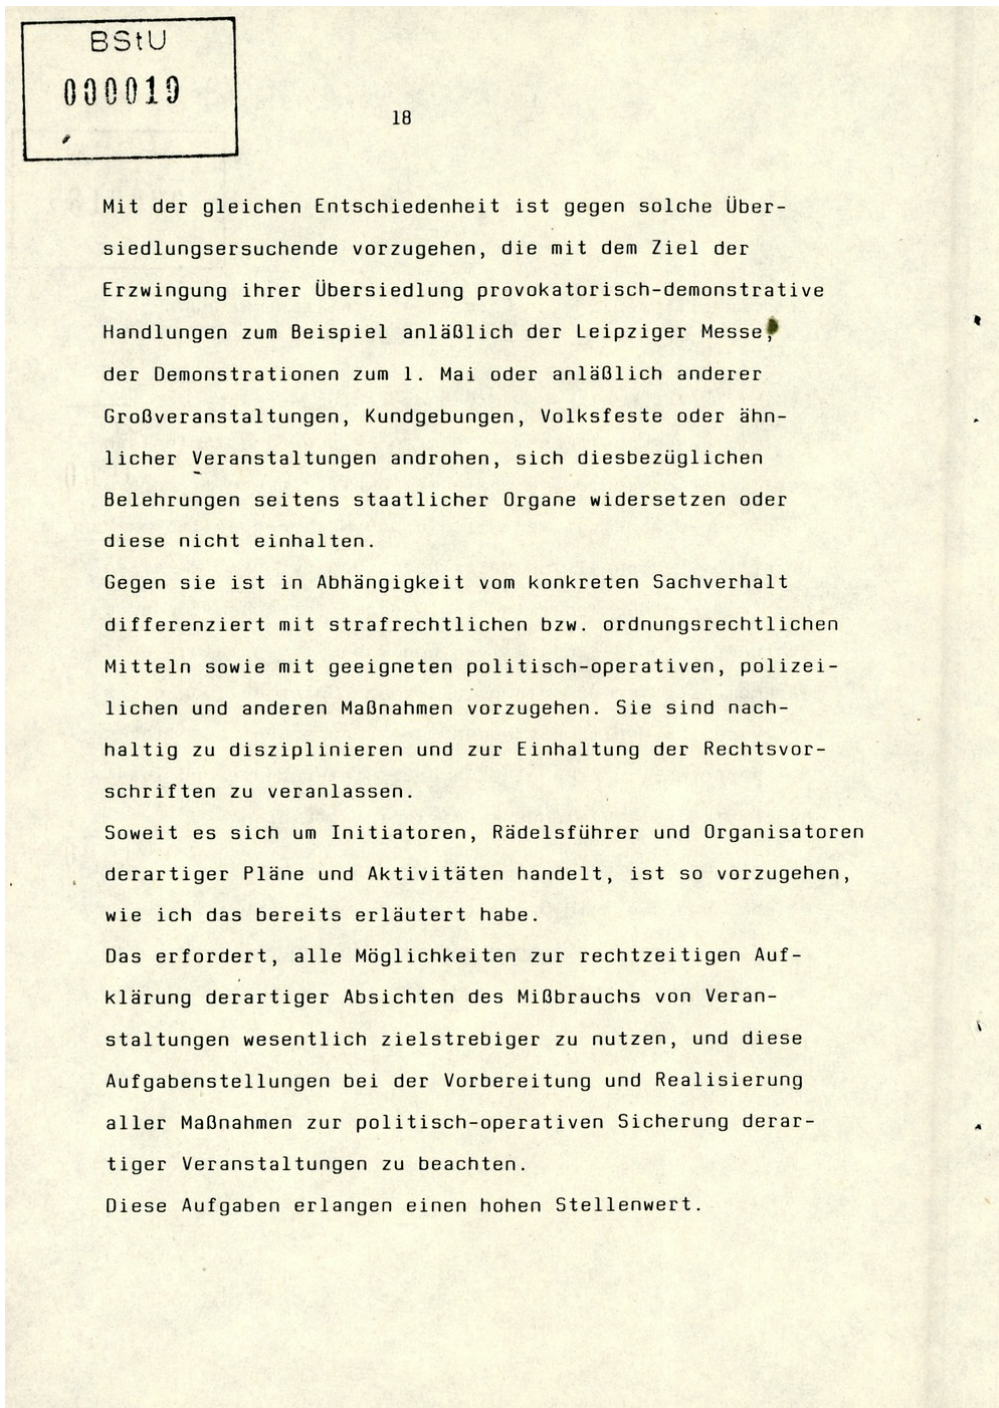 BStU
000019
18
Mit der gleichen Entschiedenheit ist gegen solche Über-
siedlungsersuchende vorzugehen, die mit dem Ziel der
Erzwingung ihrer Übersiedlung provokatorisch-demonstrative
Handlungen zum Beispiel anläßlich der Leipziger Messe,
der Demonstrationen zum 1. Mai oder anläßlich anderer
Großveranstaltungen, Kundgebungen, Volksfeste oder ähn-
licher Veranstaltungen androhen, sich diesbezüglichen
Belehrungen seitens staatlicher Organe widersetzen oder
diese nicht einhalten.
Gegen sie ist in Abhängigkeit vom konkreten Sachverhalt
differenziert mit strafrechtlichen bzw. ordnungsrechtlichen
Mitteln sowie mit geeigneten politisch-operativen, polizei-
lichen und anderen Maßnahmen vorzugehen. Sie sind nach-
haltig zu disziplinieren und zur Einhaltung der Rechtsvor-
schriften zu veranlassen.
Soweit es sich um Initiatoren, Rädelsführer und Organisatoren
derartiger Pläne und Aktivitäten handelt, ist so vorzugehen,
wie ich das bereits erläutert habe.
Das erfordert, alle Möglichkeiten zur rechtzeitigen Auf-
klärung derartiger Absichten des Mißbrauchs von Veran-
staltungen wesentlich zielstrebiger zu nutzen, und diese
Aufgabenstellungen bei der Vorbereitung und Realisierung
aller Maßnahmen zur politisch-operativen Sicherung derar-
tiger Veranstaltungen zu beachten.
Diese Aufgaben erlangen einen hohen Stellenwert.